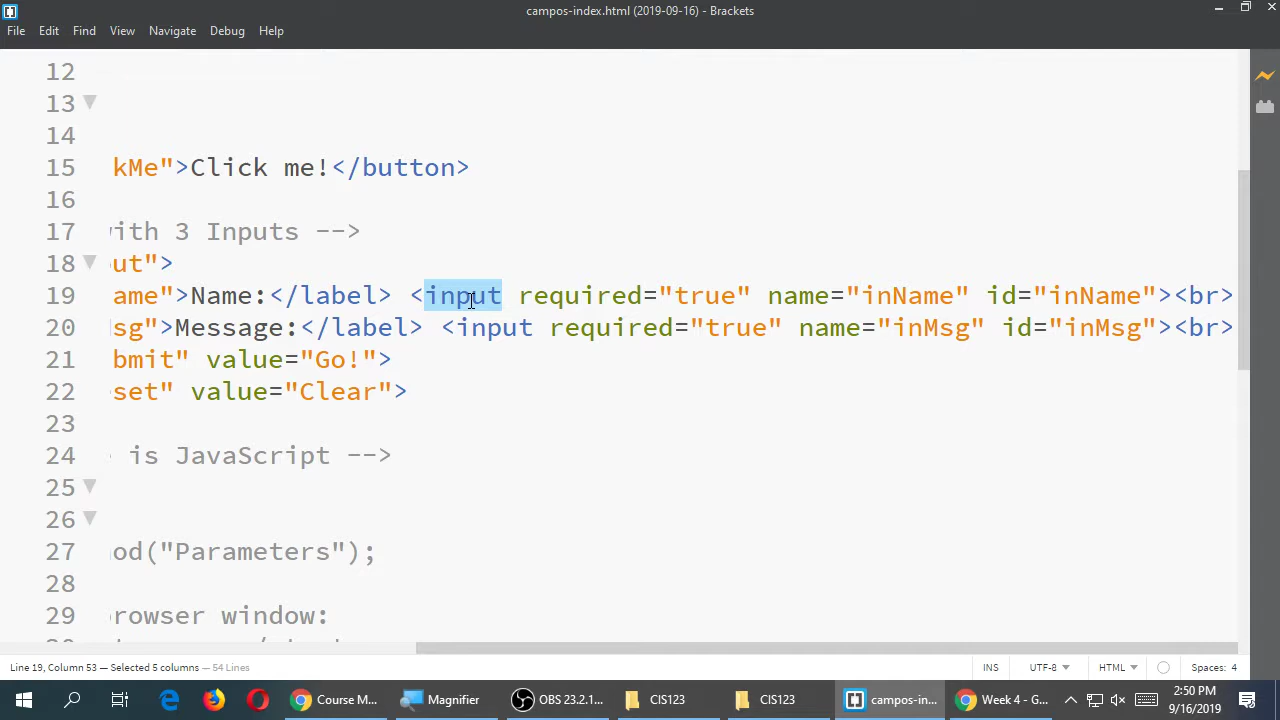 campos-index.html (2019-09-16) - Brackets
File Edit Find View Navigate Debug Help
12
13
14
15 kMe">Click me!</button>
16
17 with 3 Inputs -->
18 ut">
19 ame">Name:</label> <input required="true" name="inName" id="inName"><br>
20 Msg">Message:</label> <input required="true" name="inMsg" id="inMsg"><br>
21 bmit" value="Go!">
22 set" value="Clear">
23
24 is JavaScript -->
25
26
27 nod("Parameters");
28
29 rowser window:
Line 19, Column 53 — Selected 5 columns — 54 Lines
INS UTF-8 HTML Spaces: 4
Course M... Magnifier OBS 23.2.1... CIS123 CIS123 campos-in... Week 4 - G... 2:50 PM
9/16/2019